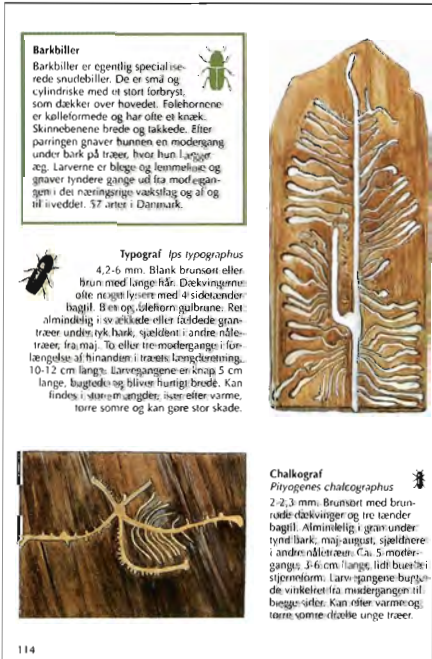 Barkbiller
Barkbiller er egentlig specialise-
rede snudebiller. De er små og
cylindriske med et stort forbryst,
som dækker over hovedet. Følehornene
er kølleformede og har ofte et knæk.
Skinnebenene brede og takkede. Efter
parringen gnaver hunnen en modergang
under bark på træer, hvor hun lægger
æg. Larverne er blege og lemmeløse og
gnaver tyndere gange ud fra modergan-
gen i det næringsrige vækstlag og af og
til i veddet. 57 arter i Danmark.
Typograf Ips typographus
4,2-6 mm. Blank brunsort eller
brun med lange hår. Dækvingerne
ofte noget lysere med 4 sidetænder
bagtil. Ben og følehorn gulbrune. Ret
almindelig i svækkede eller fældede gran-
træer under tyk bark, sjældent i andre nåle-
træer, fra maj. To eller tre modergange i for-
længelse af hinanden i træets længderetning,
10-12 cm lange. Larvegangene er knap 5 cm
lange, bugtede og bliver hurtigt brede. Kan
findes i store mængder, især efter varme,
tørre somre og kan gøre stor skade.
Chalkograf
Pityogenes chalcographus
2-2,3 mm. Brunsort med brun-
røde dækvinger og tre tænder
bagtil. Almindelig i gran under
tynd bark, maj-august, sjældnere
i andre nåletræer. Ca. 5 moder-
gange, 3-6 cm lange, lidt buede i
stjerneform. Larvegangene bugte-
de vinkelret fra modergangen til
begge sider. Kan efter varme og
tørre somre dræbe unge træer.
114